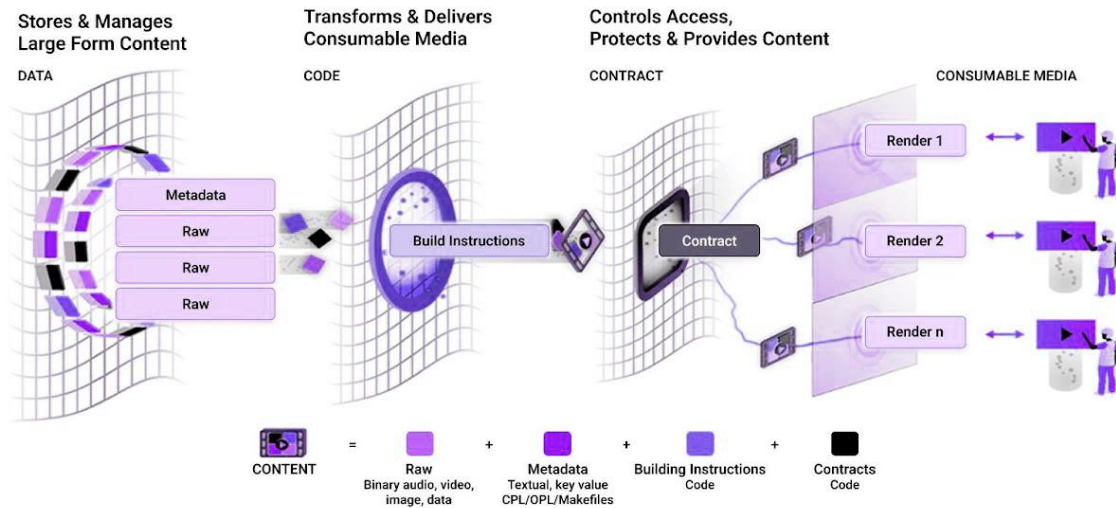 Stores & Manages
Large Form Content
DATA
Transforms & Delivers
Consumable Media
CODE
Controls Access,
Protects & Provides Content
CONTRACT
CONSUMABLE MEDIA
Metadata
Raw
Raw
Raw
Build Instructions
Contract
Render 1
Render 2
Render n
CONTENT
=
Raw
Binary audio, video,
image, data
+
Metadata
Textual, key value
CPL/OPL/Makefiles
+
Building Instructions
Code
+
Contracts
Code